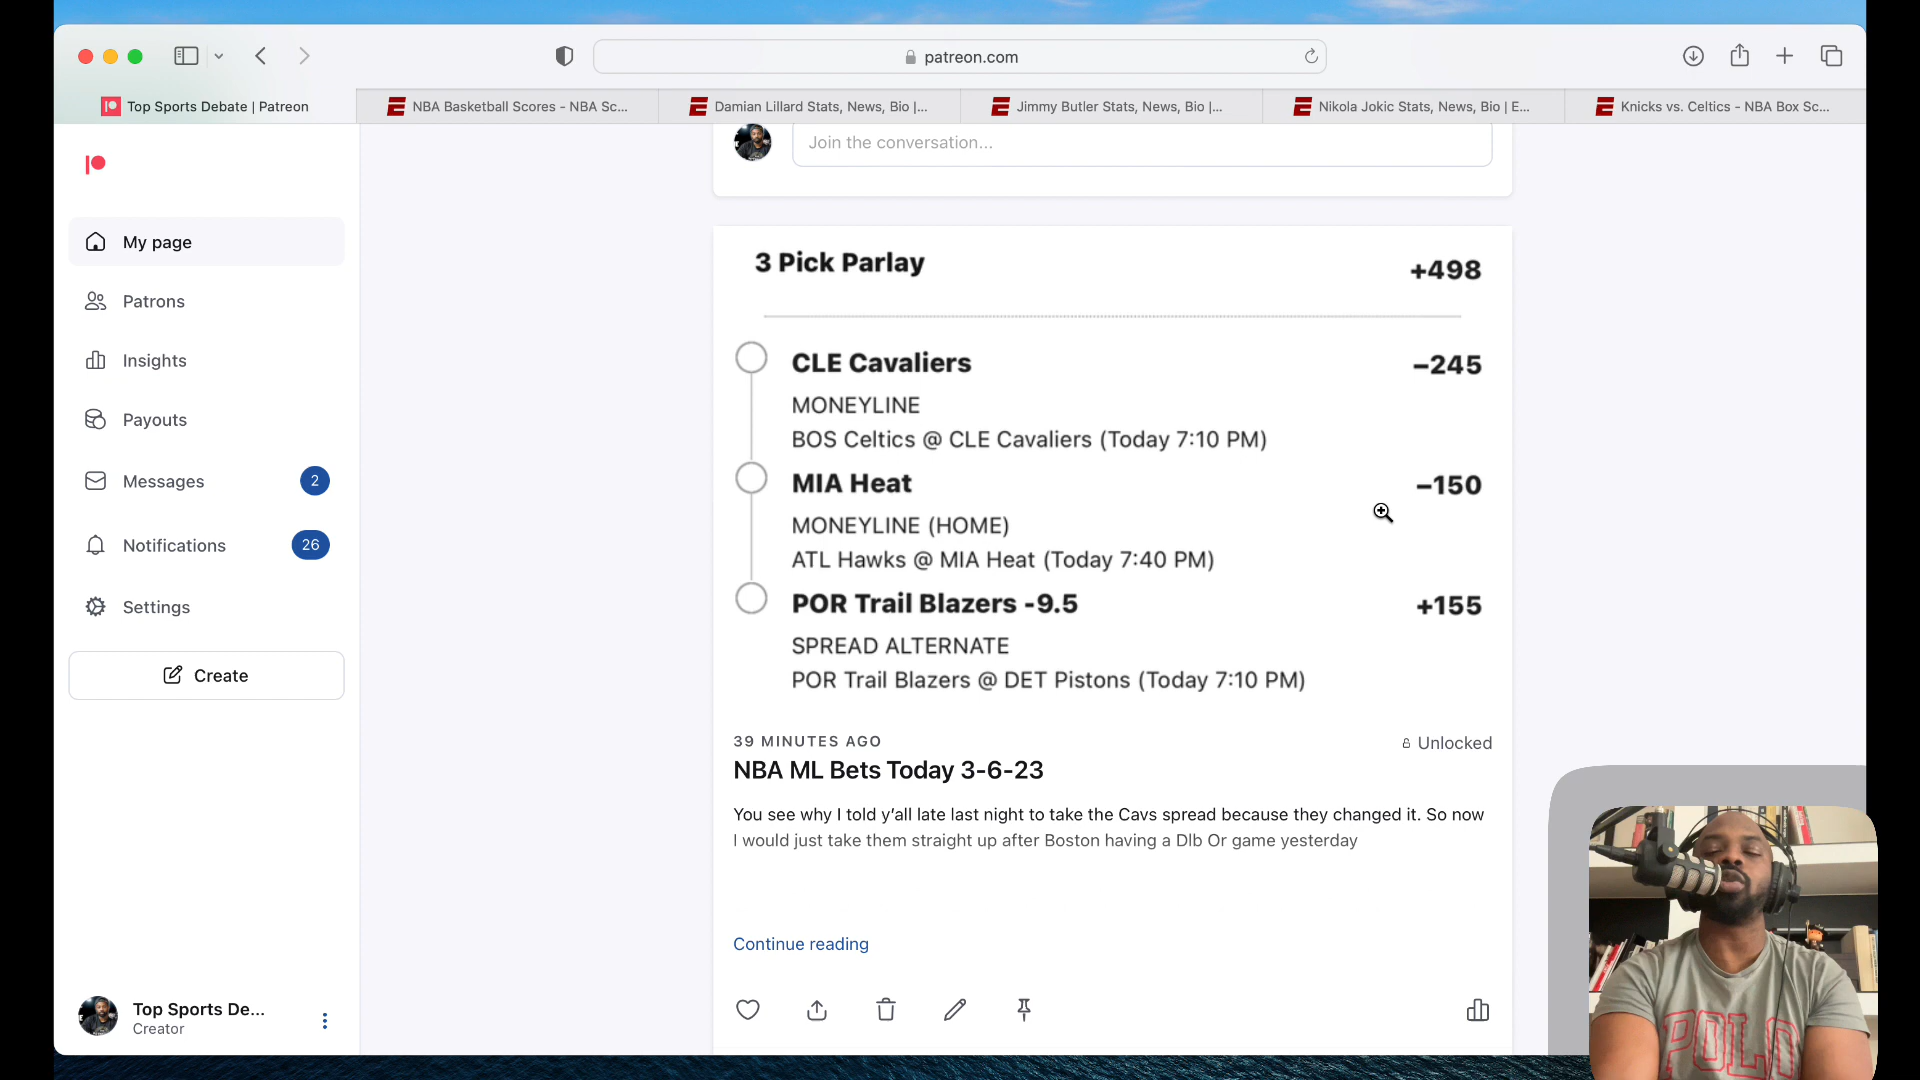 patreon.com
Top Sports Debate | Patreon
NBA Basketball Scores - NBA Sc...
Damian Lillard Stats, News, Bio |...
Jimmy Butler Stats, News, Bio |...
Nikola Jokic Stats, News, Bio | E...
Knicks vs. Celtics - NBA Box Sc...
My page
Patrons
Insights
Payouts
Messages 2
Notifications 26
Settings
Create
Top Sports De...
Creator
Join the conversation...
3 Pick Parlay +498
CLE Cavaliers −245
MONEYLINE
BOS Celtics @ CLE Cavaliers (Today 7:10 PM)
MIA Heat −150
MONEYLINE (HOME)
ATL Hawks @ MIA Heat (Today 7:40 PM)
POR Trail Blazers -9.5 +155
SPREAD ALTERNATE
POR Trail Blazers @ DET Pistons (Today 7:10 PM)
39 MINUTES AGO Unlocked
NBA ML Bets Today 3-6-23
You see why I told y'all late last night to take the Cavs spread because they changed it. So now
I would just take them straight up after Boston having a Dlb Or game yesterday
Continue reading
POLO